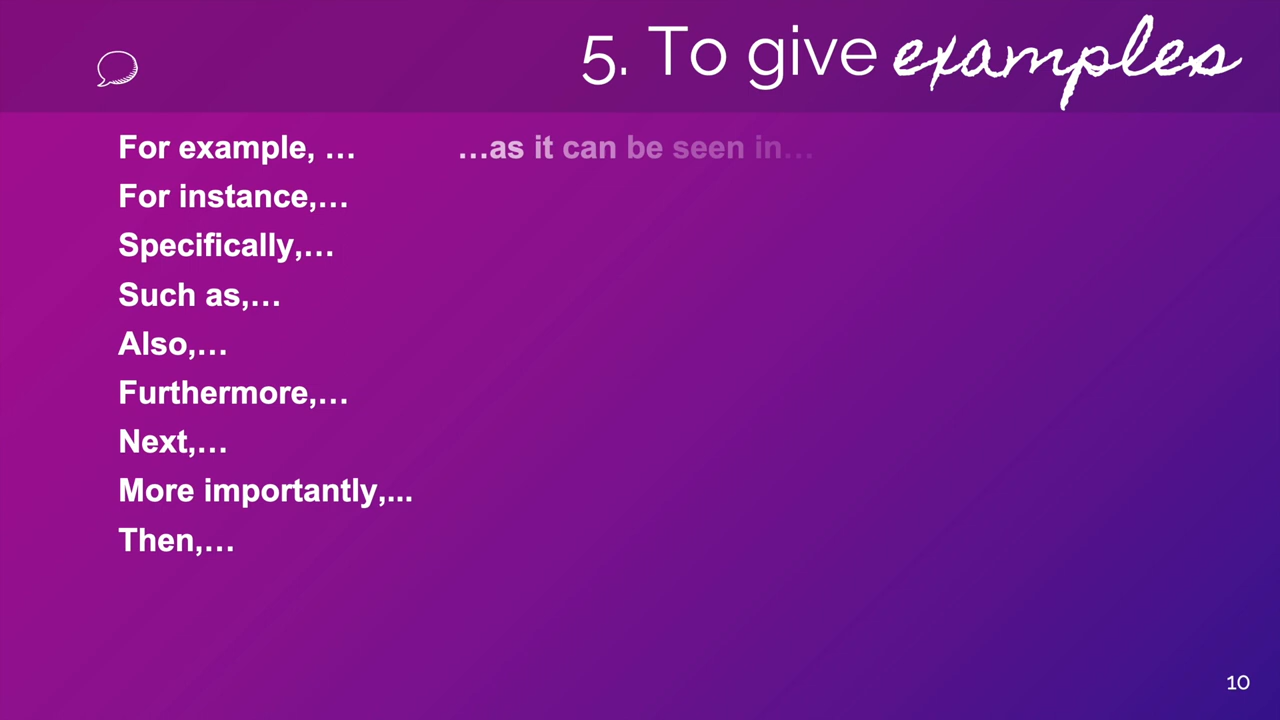 5. To give examples
For example, …
…as it can be seen in…
For instance,…
Specifically,…
Such as,…
Also,…
Furthermore,…
Next,…
More importantly,...
Then,…
10